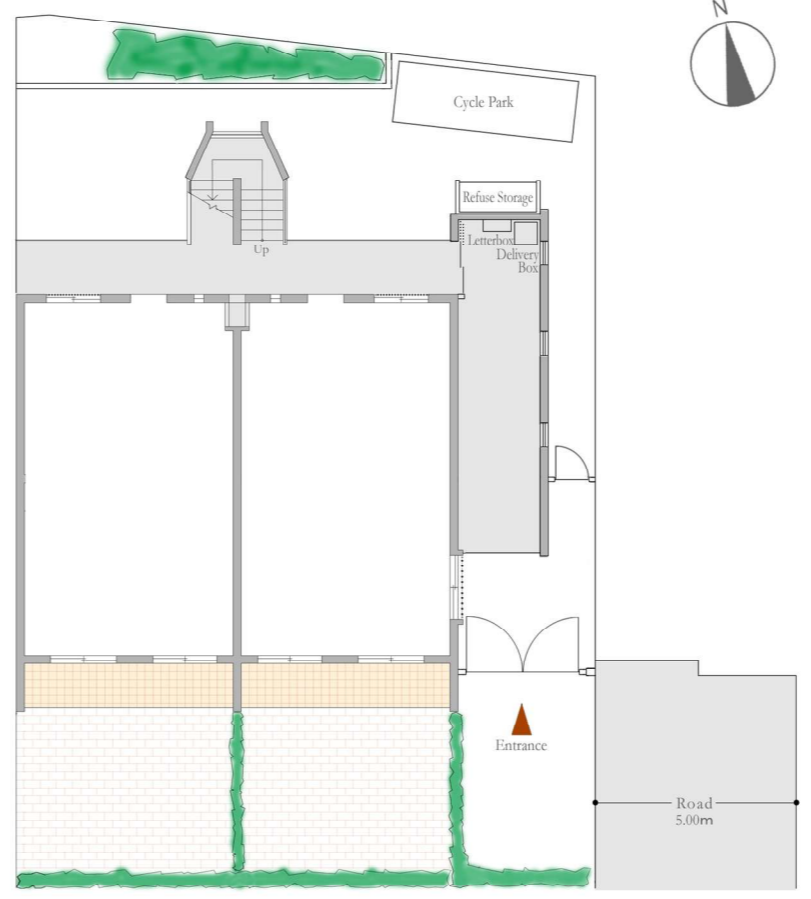 N
Cycle Park
Refuse Storage
Letterbox
Delivery
Box
Up
Entrance
Road
5.00m